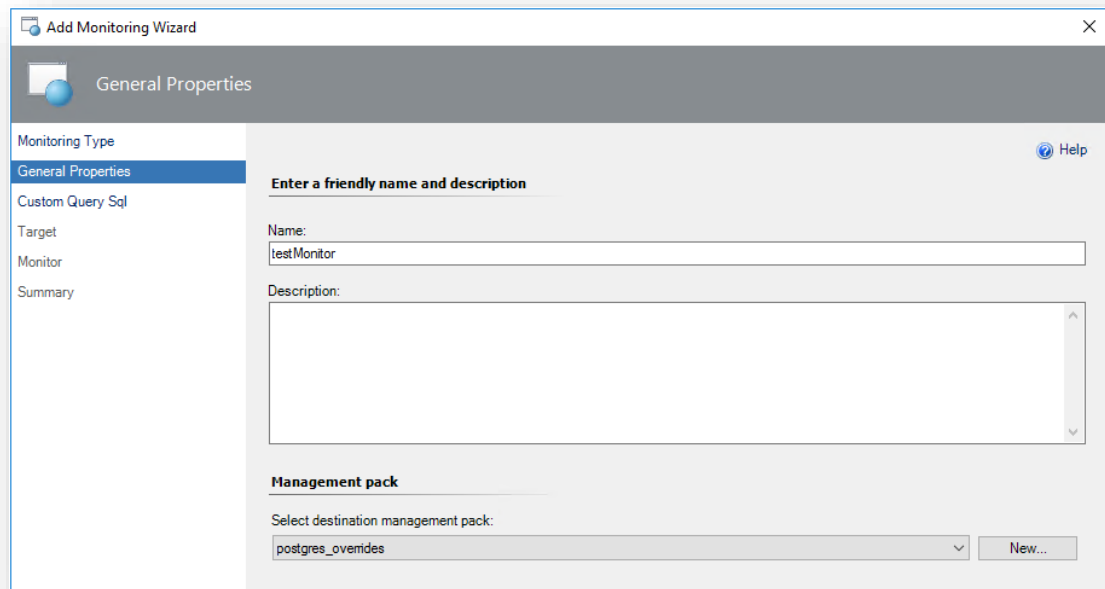 Add Monitoring Wizard
General Properties
Monitoring Type
General Properties
Custom Query Sql
Target
Monitor
Summary
Help
Enter a friendly name and description
Name:
testMonitor
Description:
Management pack
Select destination management pack:
postgres_overrides
New...